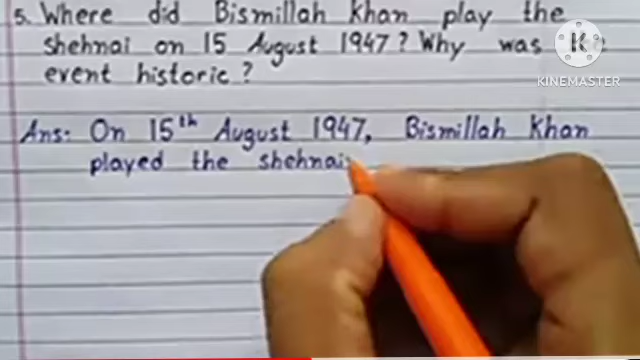 5. Where did Bismillah Khan play the
shehnai on 15 August 1947? Why was
event historic?
KINEMASTER
Ans: On 15th August 1947, Bismillah Khan
played the shehnai